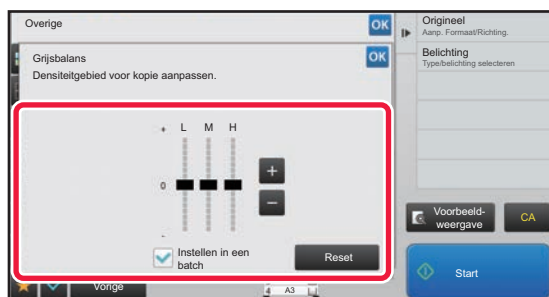 Overige
OK
Grijsbalans
OK
Densiteitgebied voor kopie aanpassen.
+ L M H
0
-
+
−
Instellen in een
batch
Reset
Vorige
A3
Origineel
Aanp. Formaat/Richting.
Belichting
Type/belichting selecteren
Voorbeeld-
weergave
CA
Start